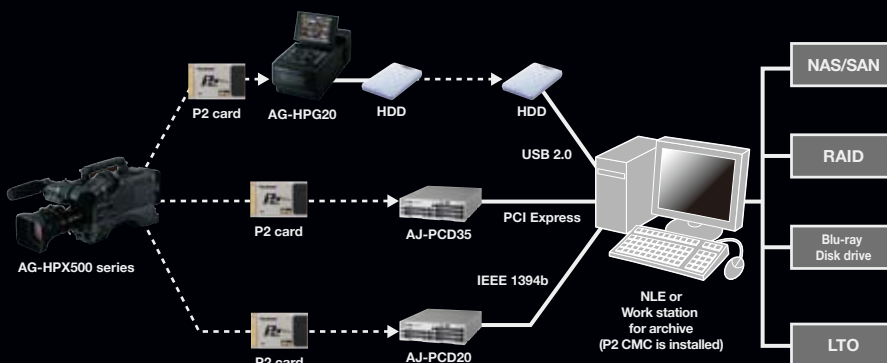 P2 card
AG-HPG20
HDD
HDD
NAS/SAN
USB 2.0
RAID
P2
P2 card
AJ-PCD35
PCI Express
AG-HPX500 series
Blu-ray
Disk drive
IEEE 1394b
NLE or
Work station
for archive
(P2 CMC is installed)
P2 card
AJ-PCD20
LTO